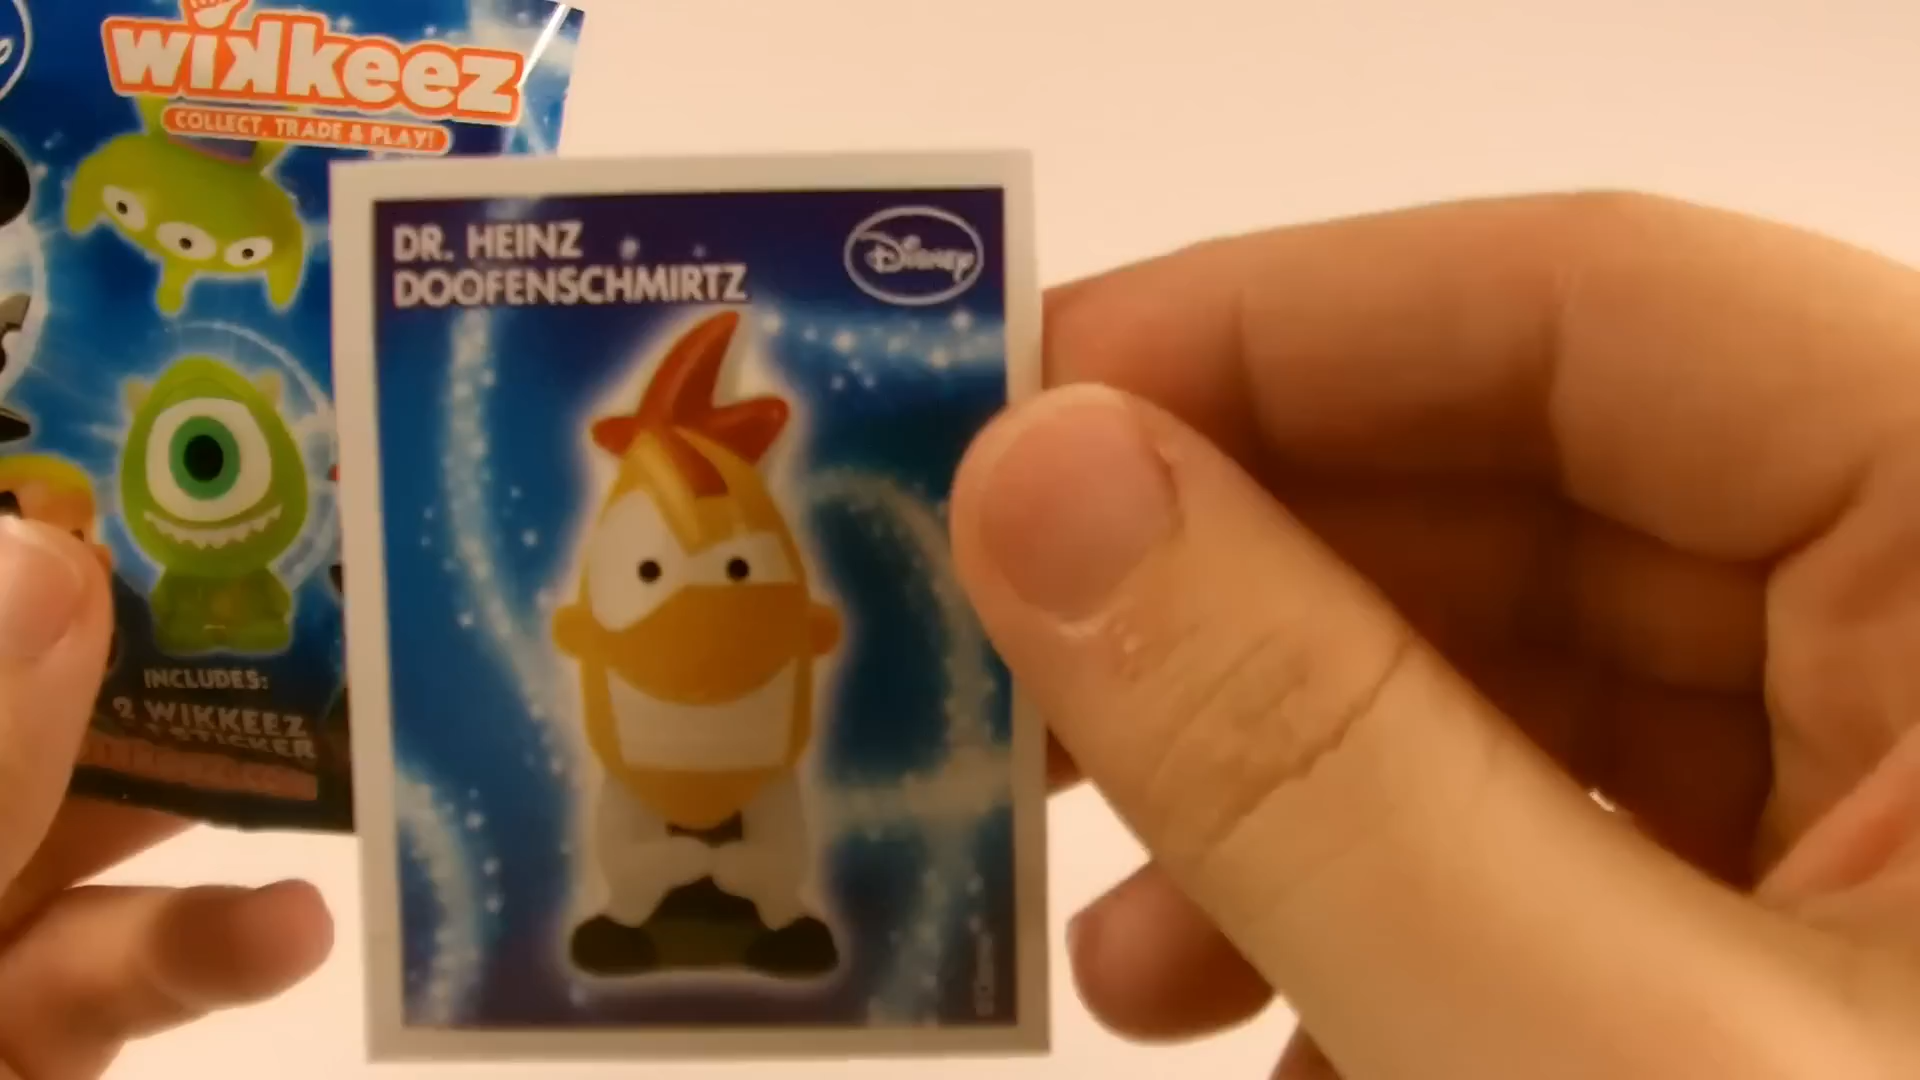 wikkeez
COLLECT, TRADE & PLAY!
DR. HEINZ
DOOFENSCHMIRTZ
Disney
INCLUDES:
2 WIKKEEZ
STICKER